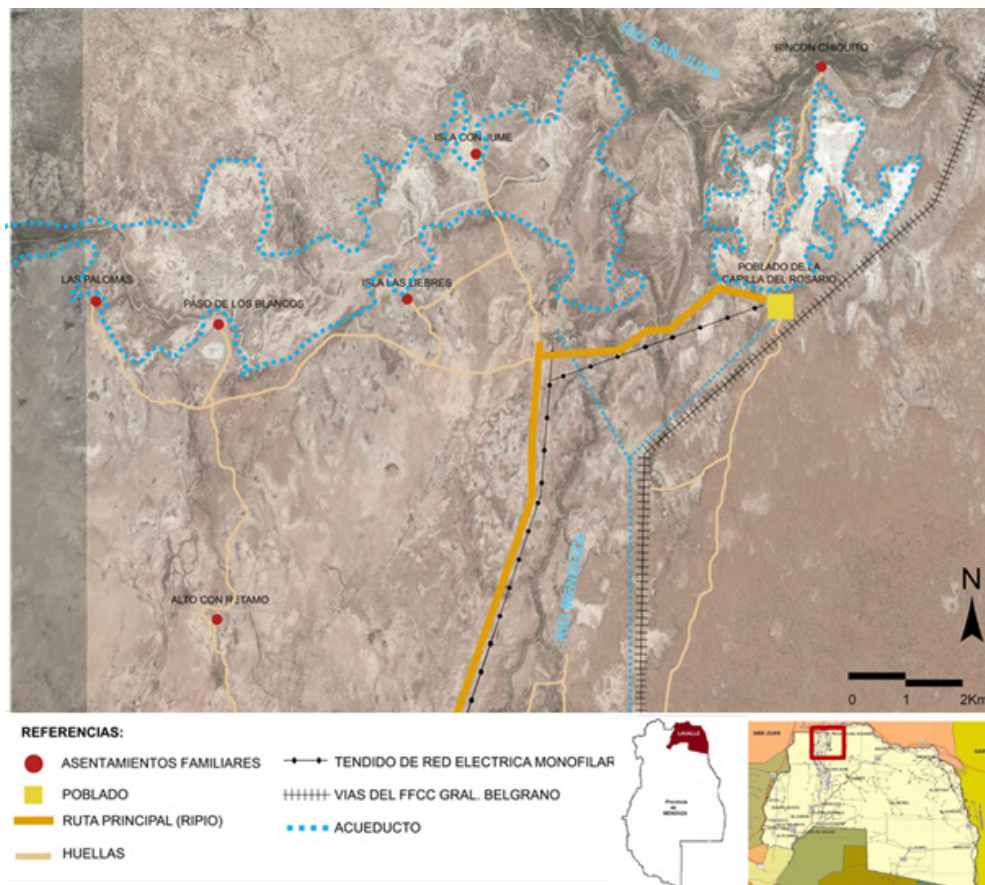 RIO SAN JUAN
RINCON CHIQUITO
ISLA CON JUME
POBLADO DE LA
CAPILLA DEL ROSARIO
LAS PALOMAS
ISLA LAS LIEBRES
PASO DE LOS BLANCOS
RIO MENDOZA
ALTO CON RETAMO
N
0 1 2Km
REFERENCIAS:
ASENTAMIENTOS FAMILIARES
POBLADO
RUTA PRINCIPAL (RIPIO)
HUELLAS
TENDIDO DE RED ELECTRICA MONOFILAR
VIAS DEL FFCC GRAL. BELGRANO
ACUEDUCTO
LAVALLE
Provincia
de
MENDOZA
SAN JUAN